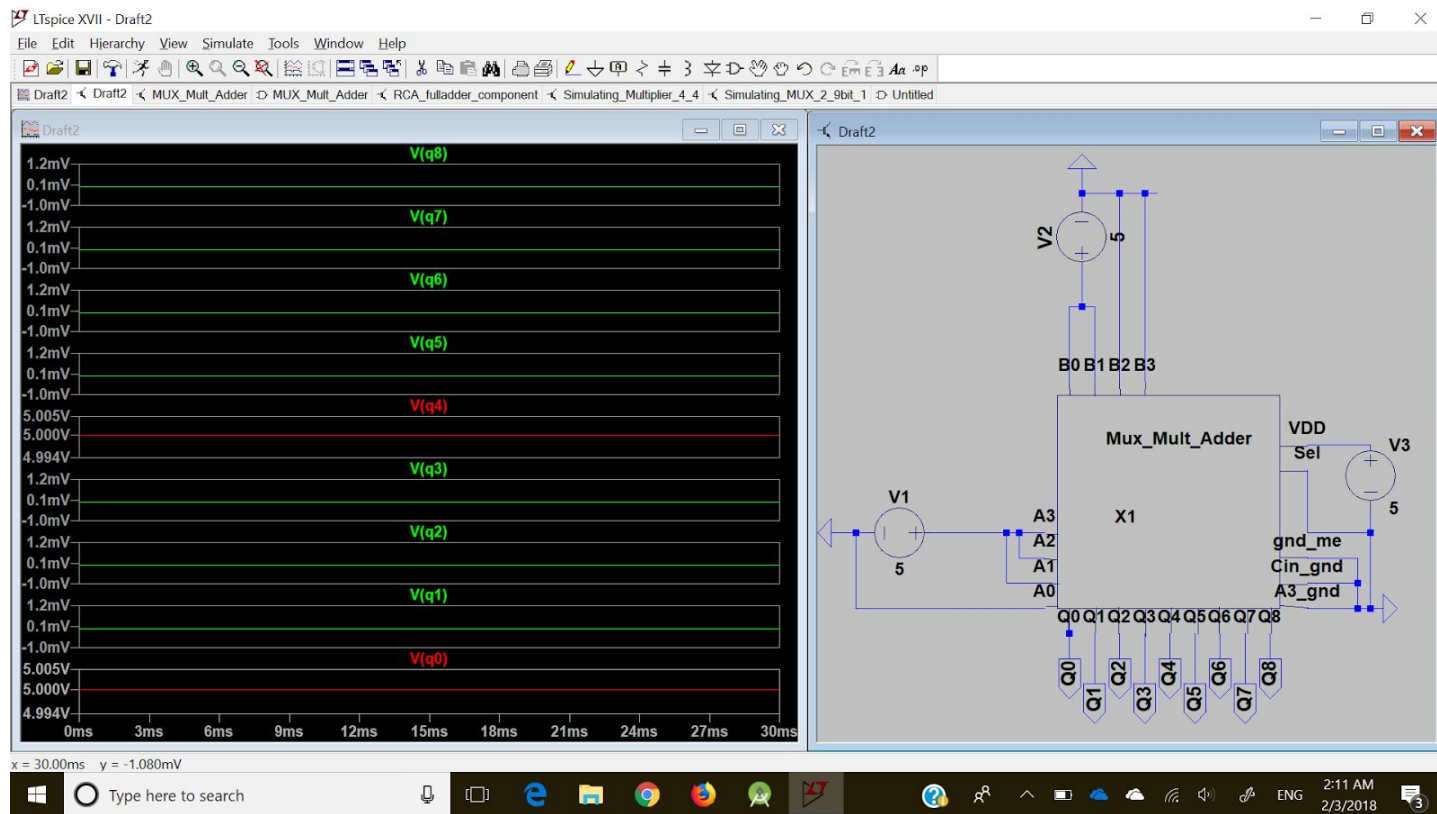 LTspice XVII - Draft2
File Edit Hierarchy View Simulate Tools Window Help
Aa .op
Draft2 Draft2 MUX_Mult_Adder MUX_Mult_Adder RCA_fulladder_component Simulating_Multiplier_4_4 Simulating_MUX_2_9bit_1 Untitled
Draft2
V(q8)
1.2mV
0.1mV
-1.0mV
V(q7)
1.2mV
0.1mV
-1.0mV
V(q6)
1.2mV
0.1mV
-1.0mV
V(q5)
1.2mV
0.1mV
-1.0mV
V(q4)
5.005V
5.000V
4.994V
V(q3)
1.2mV
0.1mV
-1.0mV
V(q2)
1.2mV
0.1mV
-1.0mV
V(q1)
1.2mV
0.1mV
-1.0mV
V(q0)
5.005V
5.000V
4.994V
0ms 3ms 6ms 9ms 12ms 15ms 18ms 21ms 24ms 27ms 30ms
Draft2
V2
5
B0 B1 B2 B3
Mux_Mult_Adder
X1
VDD
Sel
V3
5
V1
5
A3
A2
A1
A0
gnd_me
Cin_gnd
A3_gnd
Q0 Q1 Q2 Q3 Q4 Q5 Q6 Q7 Q8
Q0 Q1 Q2 Q3 Q4 Q5 Q6 Q7 Q8
x = 30.00ms y = -1.080mV
Type here to search
ENG
2:11 AM
2/3/2018
3